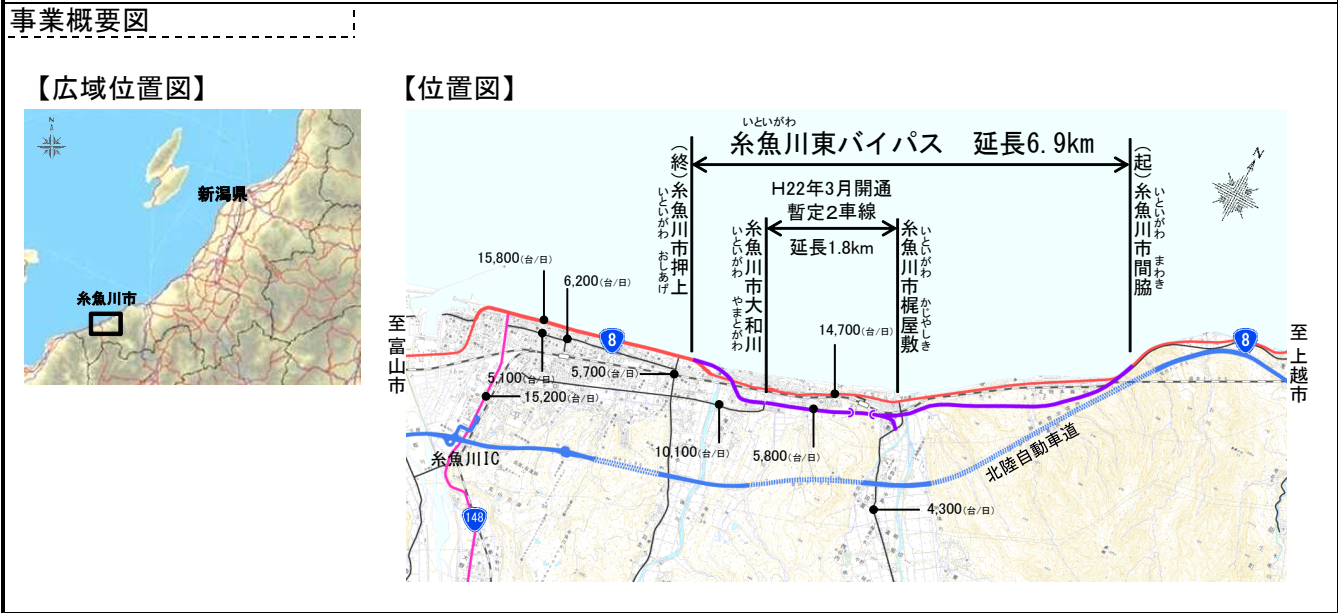 事業概要図
【広域位置図】
N
新潟県
糸魚川市
【位置図】
いといがわ
糸魚川東バイパス 延長6.9km
(終)糸魚川市押上
いといがわ おしあげ
(起)糸魚川市間脇
いといがわ まわき
H22年3月開通
暫定2車線
延長1.8km
糸魚川市大和川
いといがわ やまとがわ
糸魚川市梶屋敷
いといがわ かじやしき
N
15,800(台/日)
6,200(台/日)
8
14,700(台/日)
8
至富山市
至上越市
5,100(台/日)
5,700(台/日)
15,200(台/日)
10,100(台/日)
5,800(台/日)
糸魚川IC
北陸自動車道
148
4,300(台/日)